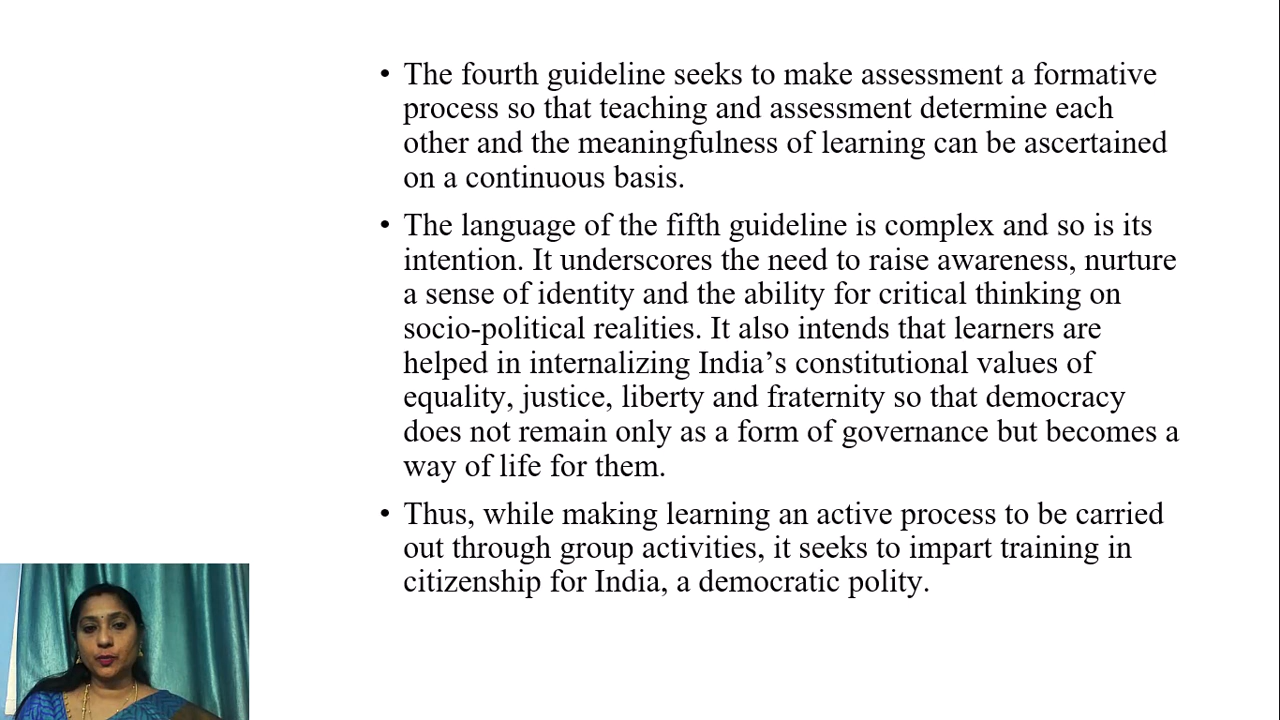 • The fourth guideline seeks to make assessment a formative
process so that teaching and assessment determine each
other and the meaningfulness of learning can be ascertained
on a continuous basis.
• The language of the fifth guideline is complex and so is its
intention. It underscores the need to raise awareness, nurture
a sense of identity and the ability for critical thinking on
socio-political realities. It also intends that learners are
helped in internalizing India’s constitutional values of
equality, justice, liberty and fraternity so that democracy
does not remain only as a form of governance but becomes a
way of life for them.
• Thus, while making learning an active process to be carried
out through group activities, it seeks to impart training in
citizenship for India, a democratic polity.